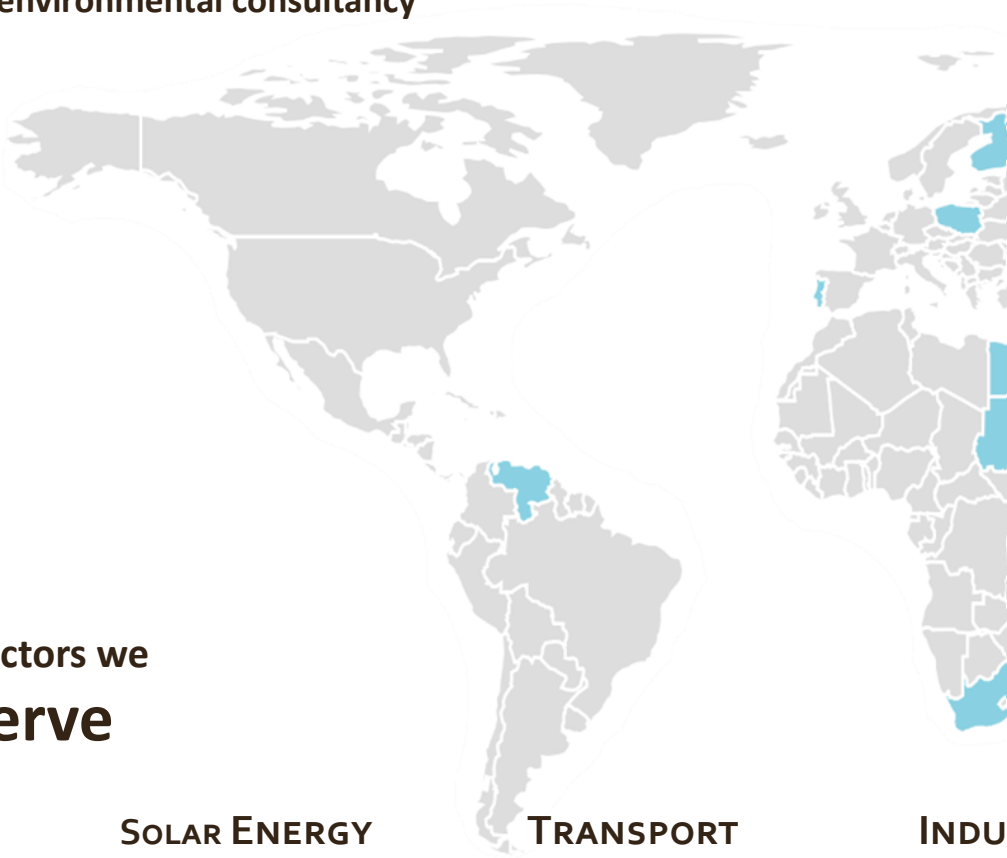 environmental consultancy
ctors we
erve
SOLAR ENERGY
TRANSPORT
INDU